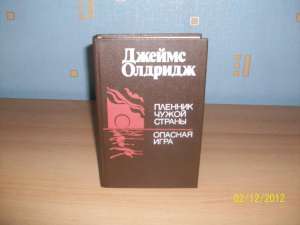 Джеймс
Олдридж
ПЛЕННИК
ЧУЖОЙ
СТРАНЫ
ОПАСНАЯ
ИГРА
02/12/2012